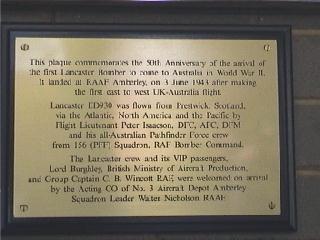 This plaque commemorates the 50th Anniversary of the arrival of
the first Lancaster Bomber to come to Australia in World War II.
It landed at RAAF Amberley, on 3 June 1943 after making
the first east to west UK-Australia flight.
Lancaster ED930 was flown from Prestwick, Scotland,
via the Atlantic, North America and the Pacific by
Flight Lieutenant Peter Isaacson, DFC, AFC, DFM
and his all-Australian Pathfinder Force crew
from 156 (PFF) Squadron, RAF Bomber Command.
The Lancaster crew and its VIP passengers,
Lord Burghley, British Ministry of Aircraft Production,
and Group Captain C. B. Wincott RAF, were welcomed on arrival
by the Acting CO of No. 3 Aircraft Depot Amberley
Squadron Leader Walter Nicholson RAAF